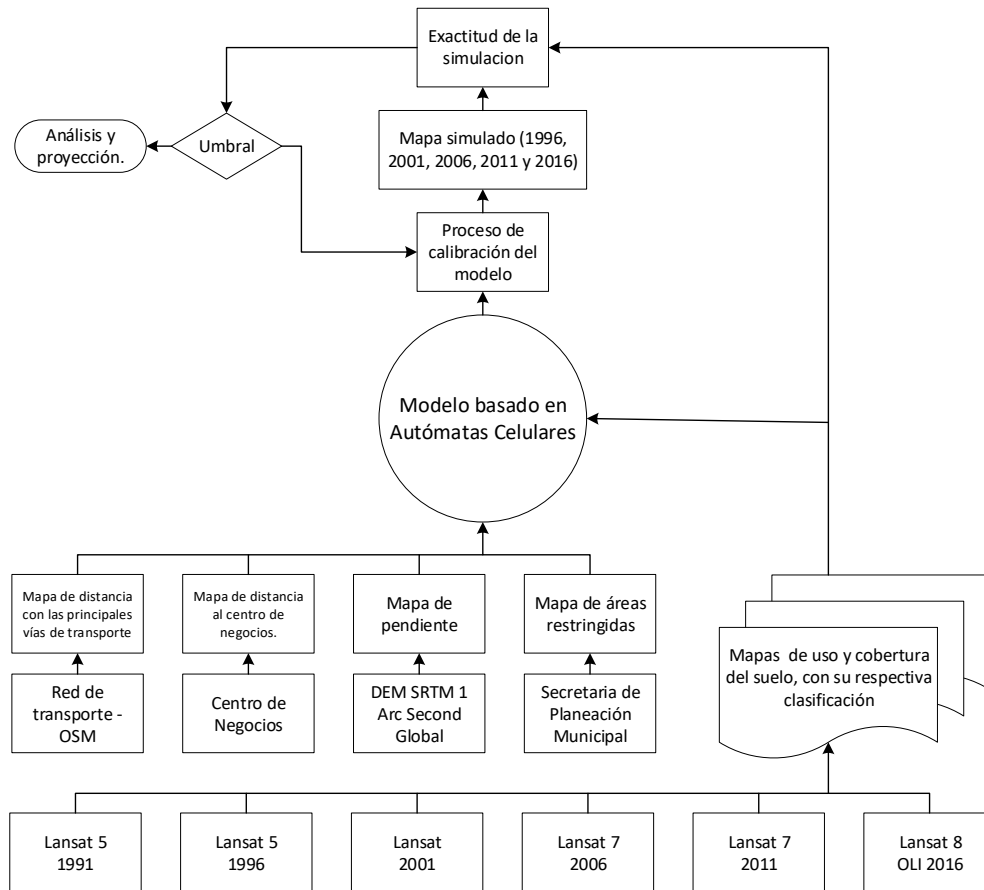 Exactitud de la
simulacion
Análisis y
proyección.
Umbral
Mapa simulado (1996,
2001, 2006, 2011 y 2016)
Proceso de
calibración del
modelo
Modelo basado en
Autómatas Celulares
Mapa de distancia
con las principales
vías de transporte
Mapa de distancia
al centro de
negocios.
Mapa de
pendiente
Mapa de áreas
restringidas
Mapas de uso y cobertura
del suelo, con su respectiva
clasificación
Red de
transporte -
OSM
Centro de
Negocios
DEM SRTM 1
Arc Second
Global
Secretaria de
Planeación
Municipal
Lansat 5
1991
Lansat 5
1996
Lansat
2001
Lansat 7
2006
Lansat 7
2011
Lansat 8
OLI 2016